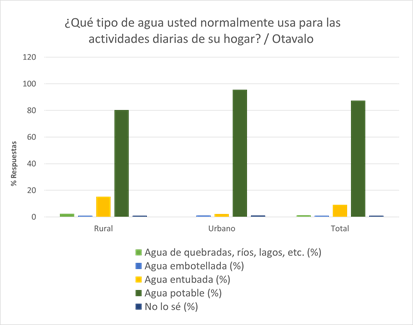 ¿Qué tipo de agua usted normalmente usa para las
actividades diarias de su hogar? / Otavalo
120
100
80
60
40
20
0
% Respuestas
Rural
Urbano
Total
Agua de quebradas, ríos, lagos, etc. (%)
Agua embotellada (%)
Agua entubada (%)
Agua potable (%)
No lo sé (%)